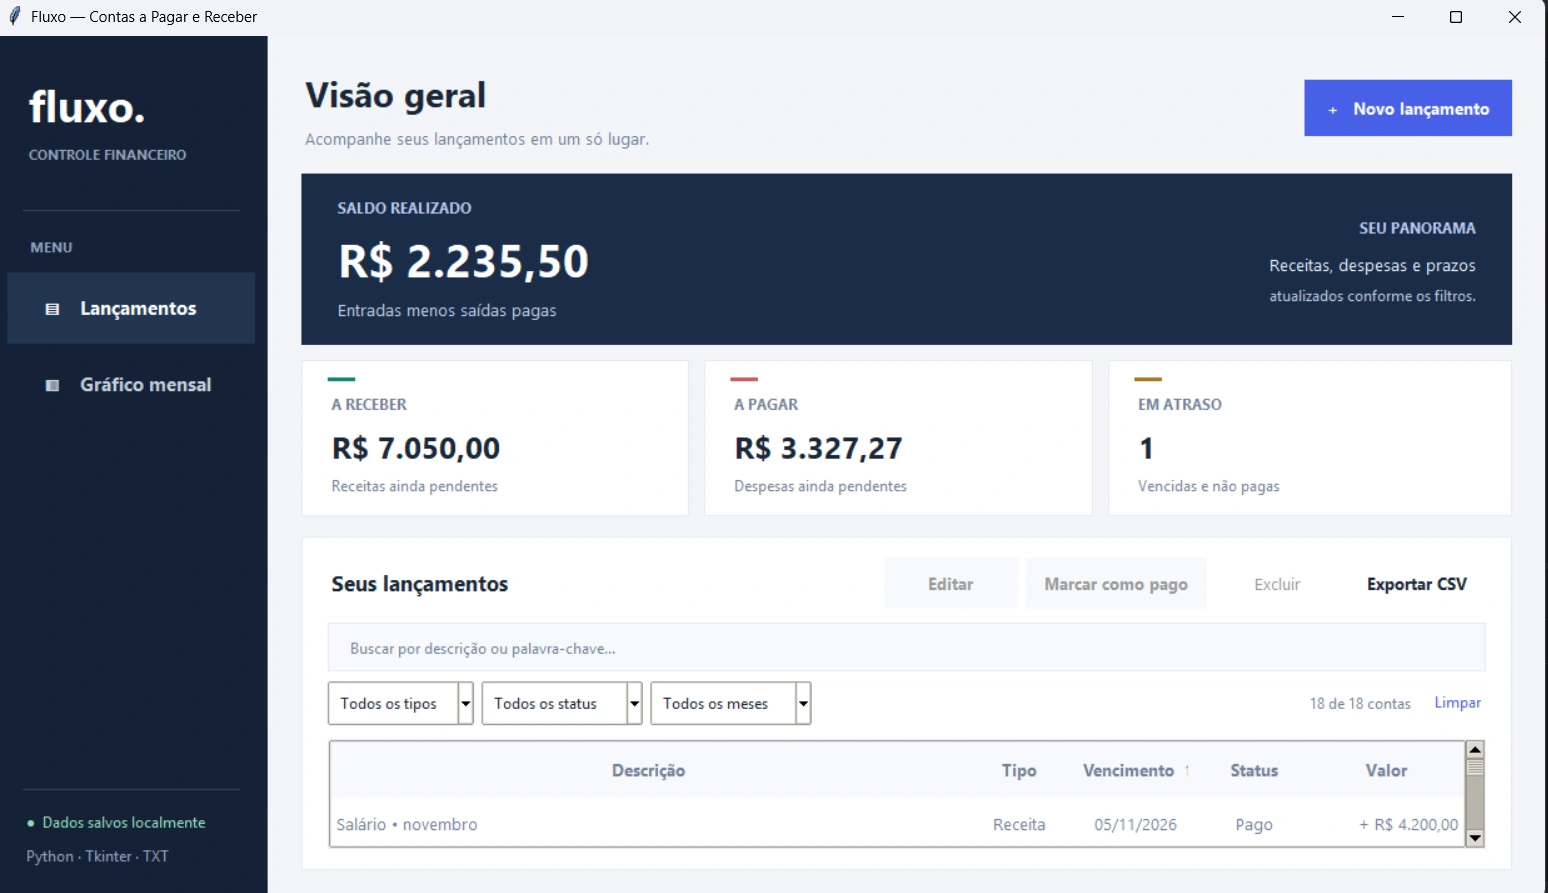 Fluxo — Contas a Pagar e Receber
fluxo.
CONTROLE FINANCEIRO
MENU
Lançamentos
Gráfico mensal
● Dados salvos localmente
Python · Tkinter · TXT
Visão geral
Acompanhe seus lançamentos em um só lugar.
+ Novo lançamento
SALDO REALIZADO
R$ 2.235,50
Entradas menos saídas pagas
SEU PANORAMA
Receitas, despesas e prazos
atualizados conforme os filtros.
A RECEBER
R$ 7.050,00
Receitas ainda pendentes
A PAGAR
R$ 3.327,27
Despesas ainda pendentes
EM ATRASO
1
Vencidas e não pagas
Seus lançamentos
Editar
Marcar como pago
Excluir
Exportar CSV
Buscar por descrição ou palavra-chave...
Todos os tipos
Todos os status
Todos os meses
18 de 18 contas
Limpar
Descrição Tipo Vencimento ↑ Status Valor
Salário • novembro Receita 05/11/2026 Pago + R$ 4.200,00